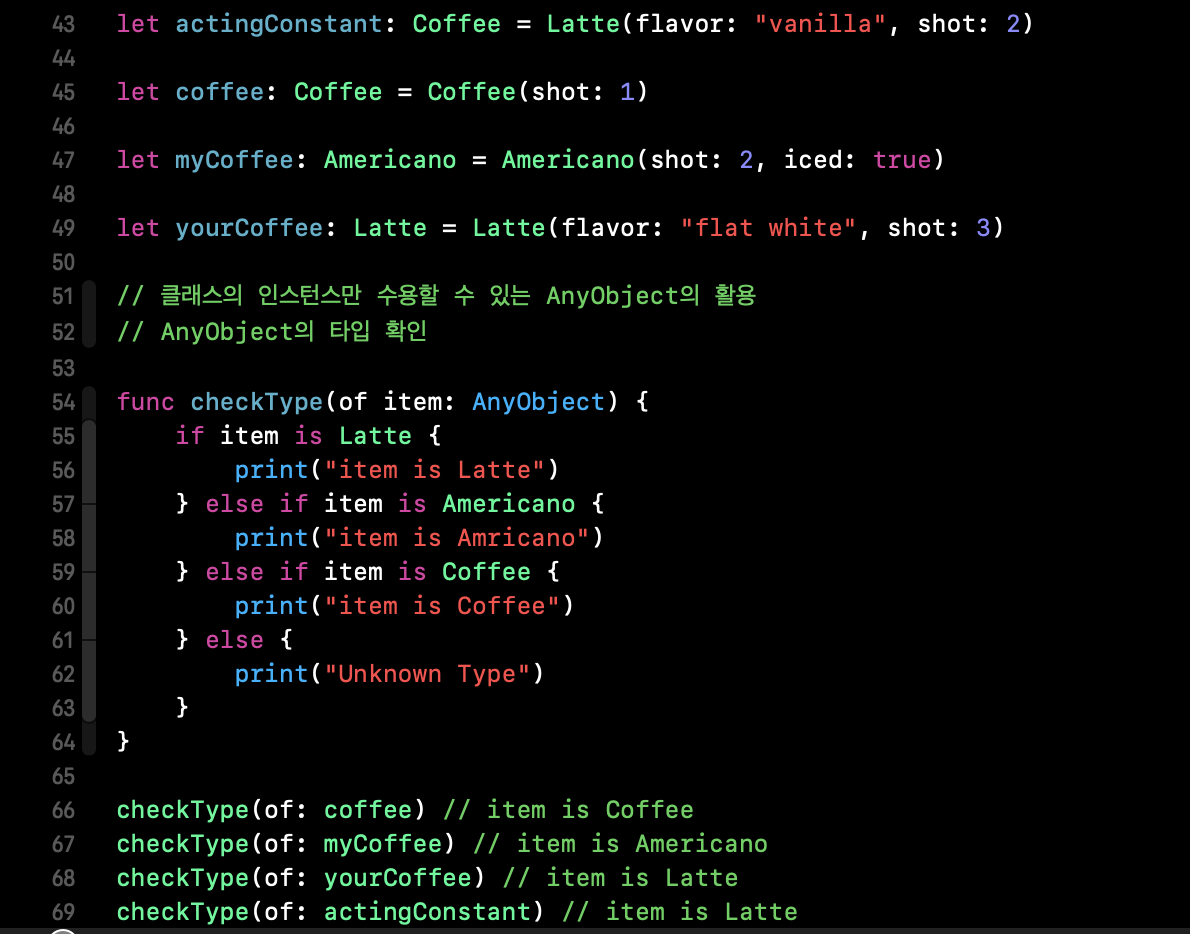 43 let actingConstant: Coffee = Latte(flavor: "vanilla", shot: 2)
44
45 let coffee: Coffee = Coffee(shot: 1)
46
47 let myCoffee: Americano = Americano(shot: 2, iced: true)
48
49 let yourCoffee: Latte = Latte(flavor: "flat white", shot: 3)
50
51 // 클래스의 인스턴스만 수용할 수 있는 AnyObject의 활용
52 // AnyObject의 타입 확인
53
54 func checkType(of item: AnyObject) {
55     if item is Latte {
56         print("item is Latte")
57     } else if item is Americano {
58         print("item is Amricano")
59     } else if item is Coffee {
60         print("item is Coffee")
61     } else {
62         print("Unknown Type")
63     }
64 }
65
66 checkType(of: coffee) // item is Coffee
67 checkType(of: myCoffee) // item is Americano
68 checkType(of: yourCoffee) // item is Latte
69 checkType(of: actingConstant) // item is Latte